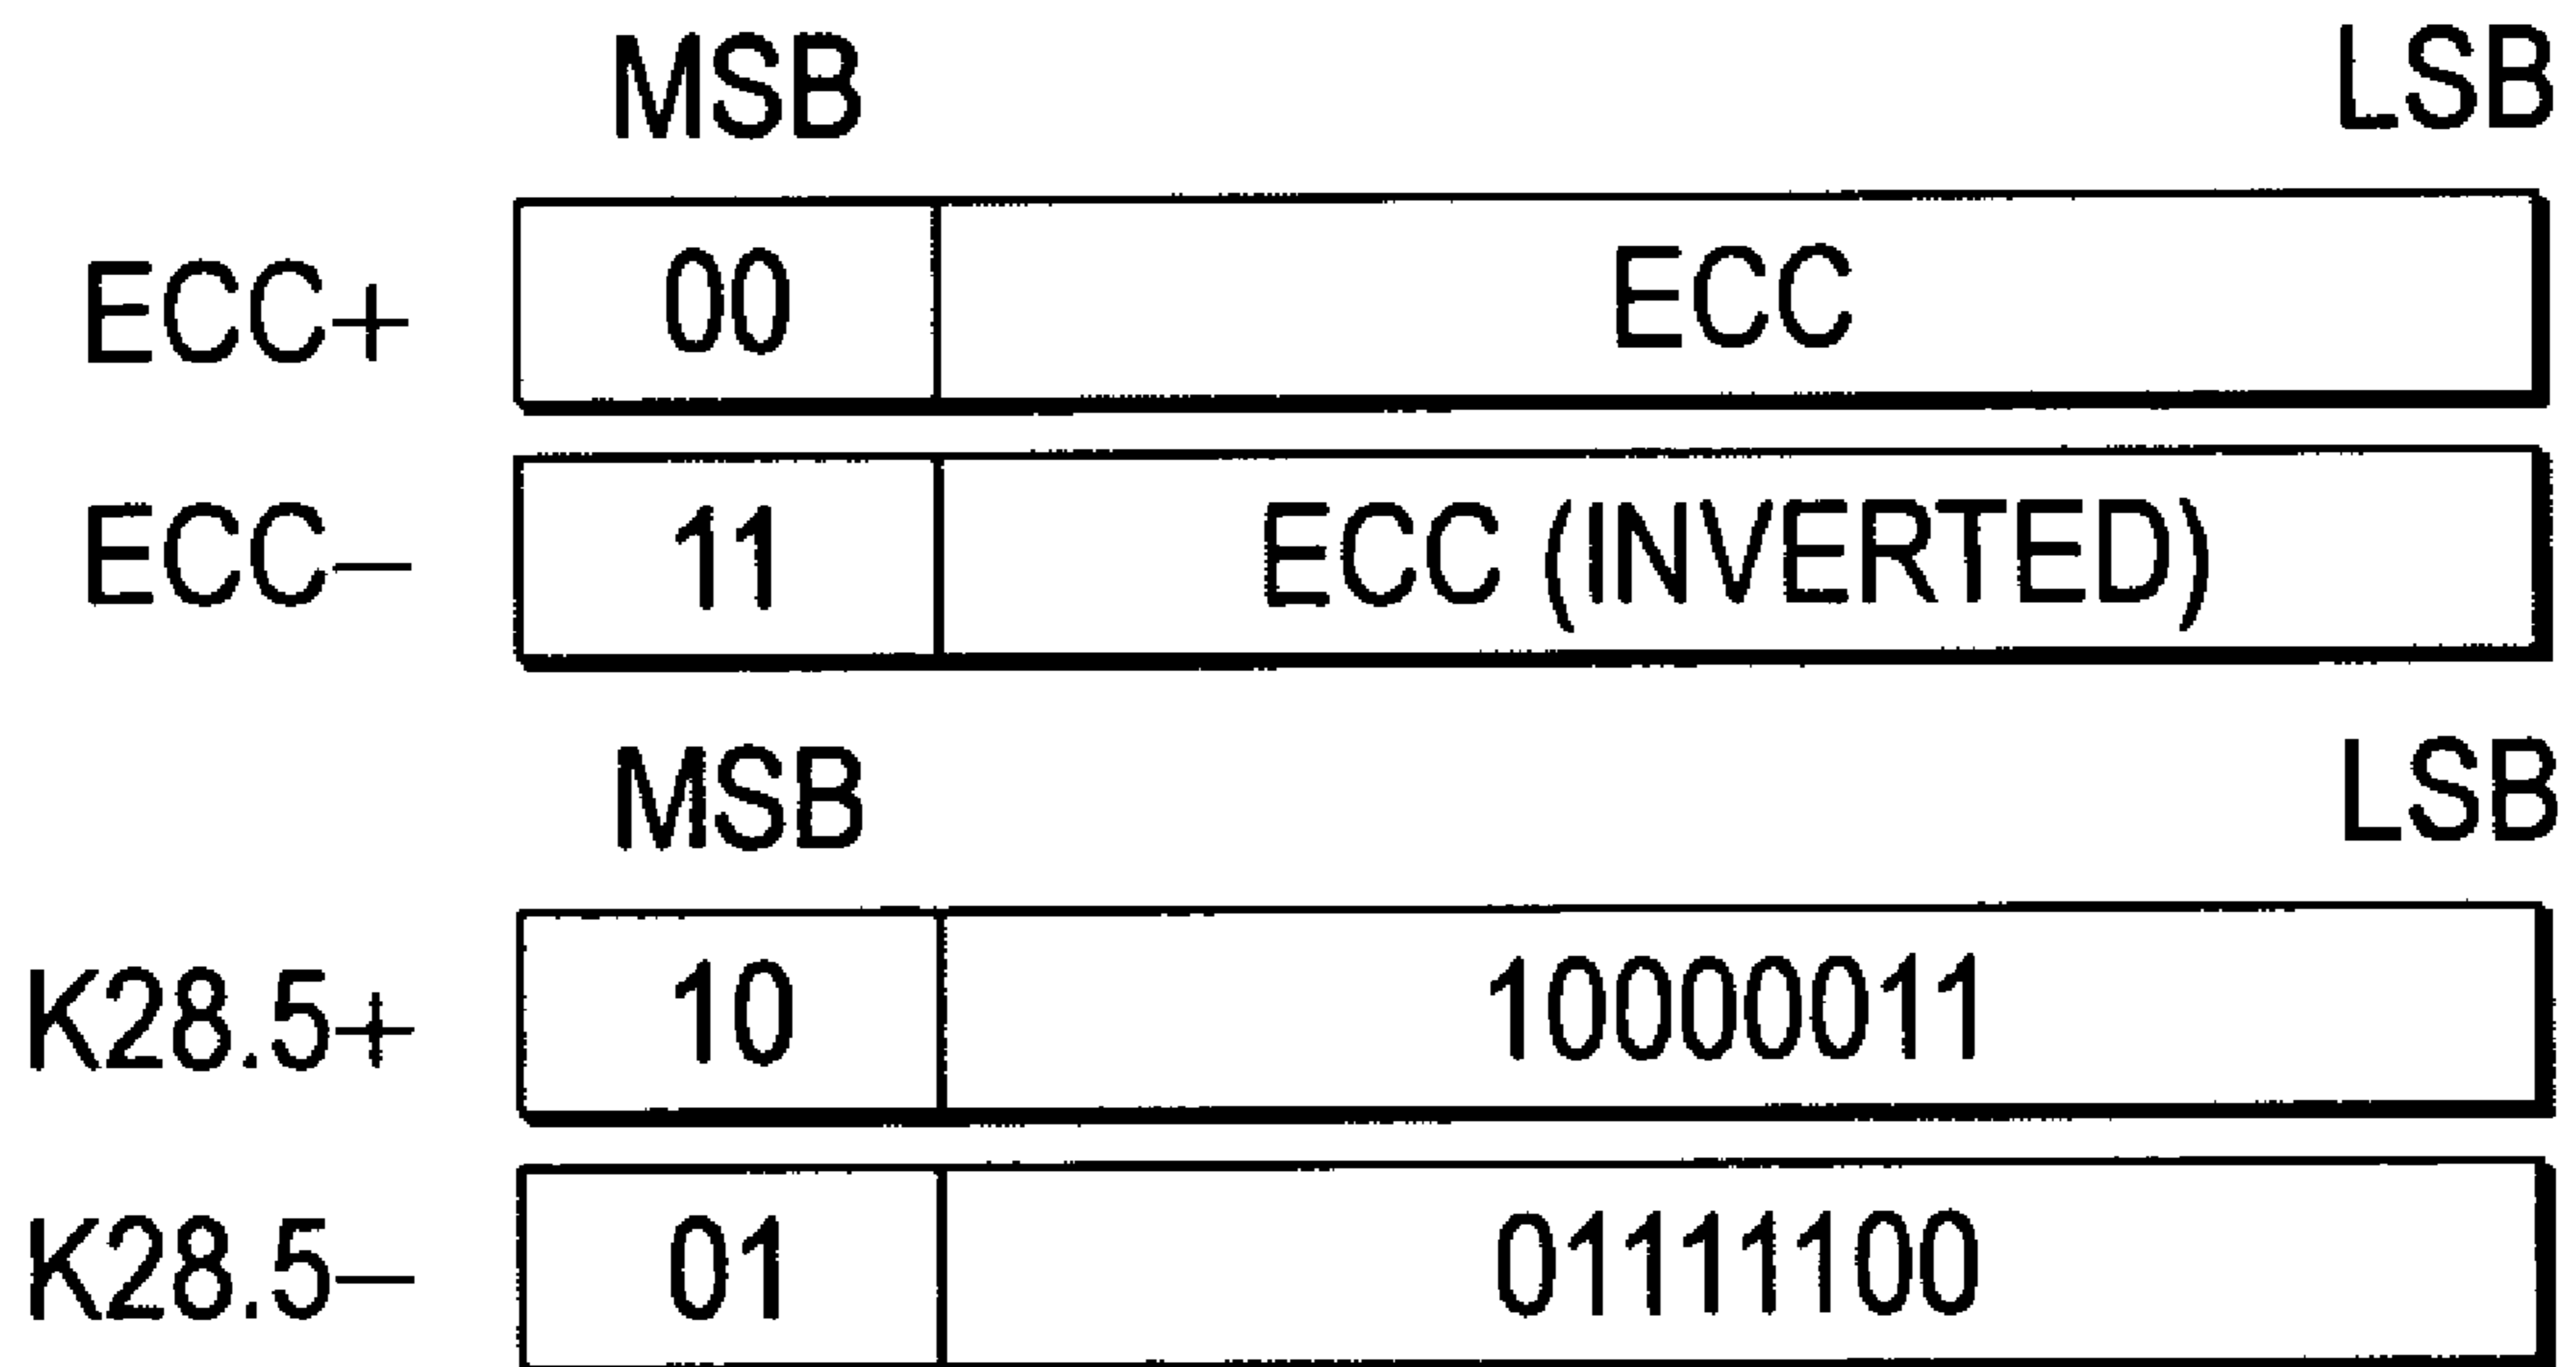 MSB LSB
ECC+ 00 ECC
ECC− 11 ECC (INVERTED)
MSB LSB
K28.5+ 10 10000011
K28.5− 01 01111100